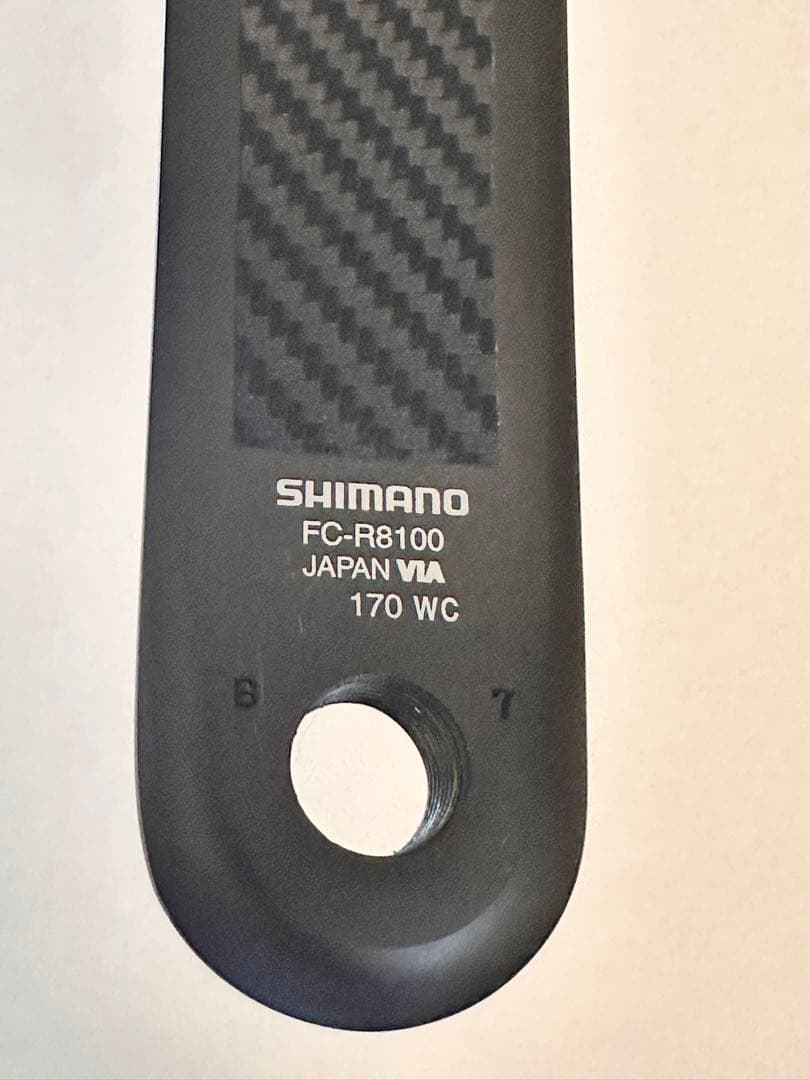 SHIMANO
FC-R8100
JAPAN VIA
170 WC
B 7